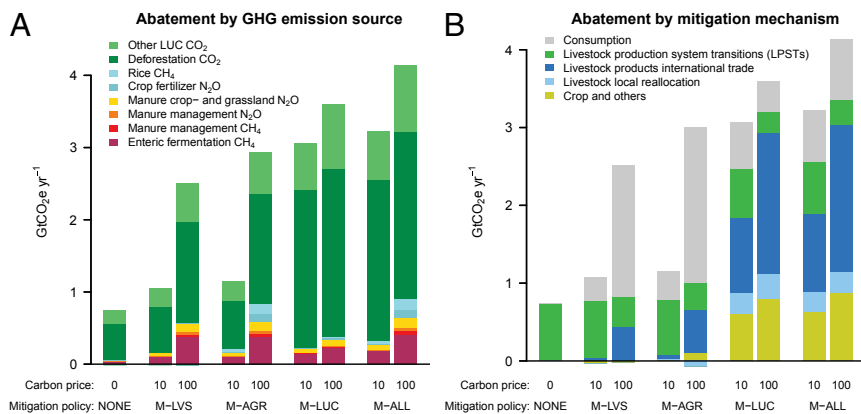 A
Abatement by GHG emission source
Other LUC CO2
Deforestation CO2
Rice CH4
Crop fertilizer N2O
Manure crop− and grassland N2O
Manure management N2O
Manure management CH4
Enteric fermentation CH4
GtCO2e yr−1
4
3
2
1
0
Carbon price: 0 10 100 10 100 10 100 10 100
Mitigation policy: NONE M−LVS M−AGR M−LUC M−ALL
B
Abatement by mitigation mechanism
Consumption
Livestock production system transitions (LPSTs)
Livestock products international trade
Livestock local reallocation
Crop and others
GtCO2e yr−1
4
3
2
1
0
Carbon price: 0 10 100 10 100 10 100 10 100
Mitigation policy: NONE M−LVS M−AGR M−LUC M−ALL